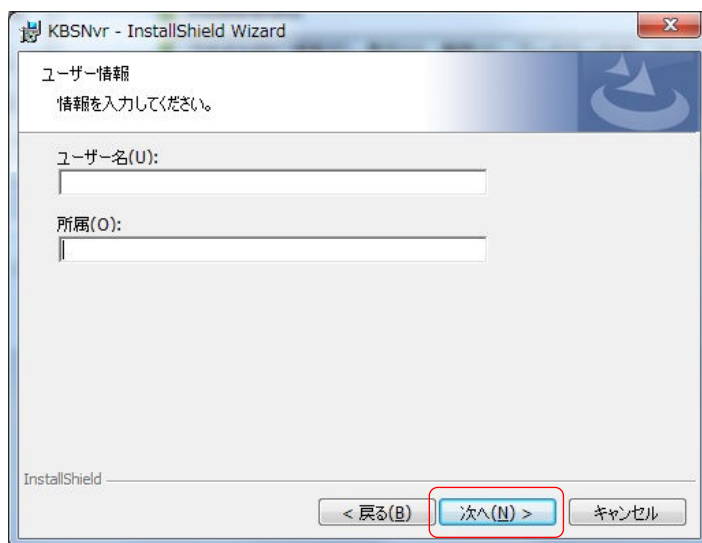 KBSNvr - InstallShield Wizard
ユーザー情報
情報を入力してください。
ユーザー名(U):
所属(O):
InstallShield
< 戻る(B)
次へ(N) >
キャンセル